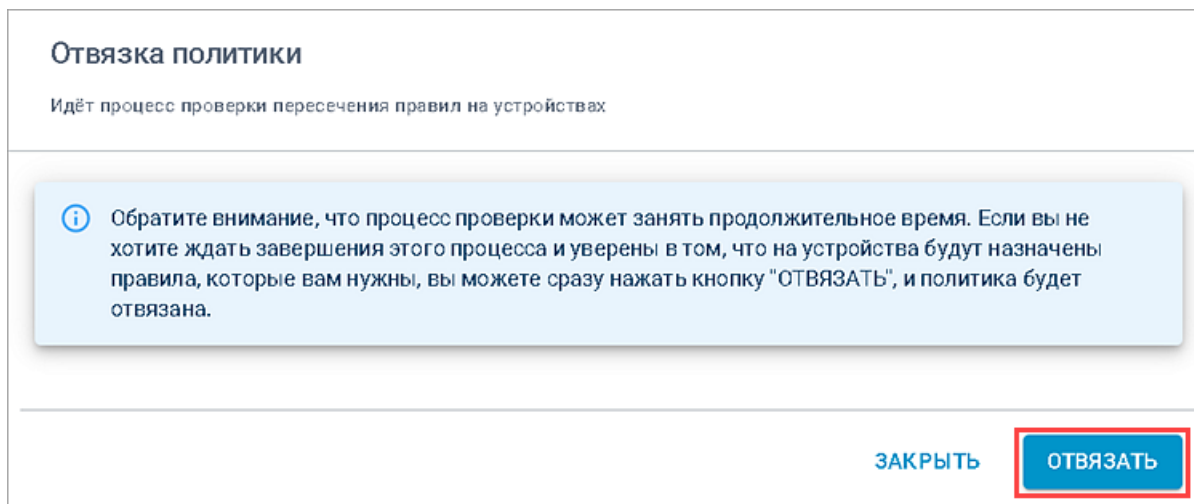 Отвязка политики
Идёт процесс проверки пересечения правил на устройствах
Обратите внимание, что процесс проверки может занять продолжительное время. Если вы не
хотите ждать завершения этого процесса и уверены в том, что на устройства будут назначены
правила, которые вам нужны, вы можете сразу нажать кнопку "ОТВЯЗАТЬ", и политика будет
отвязана.
ЗАКРЫТЬ ОТВЯЗАТЬ